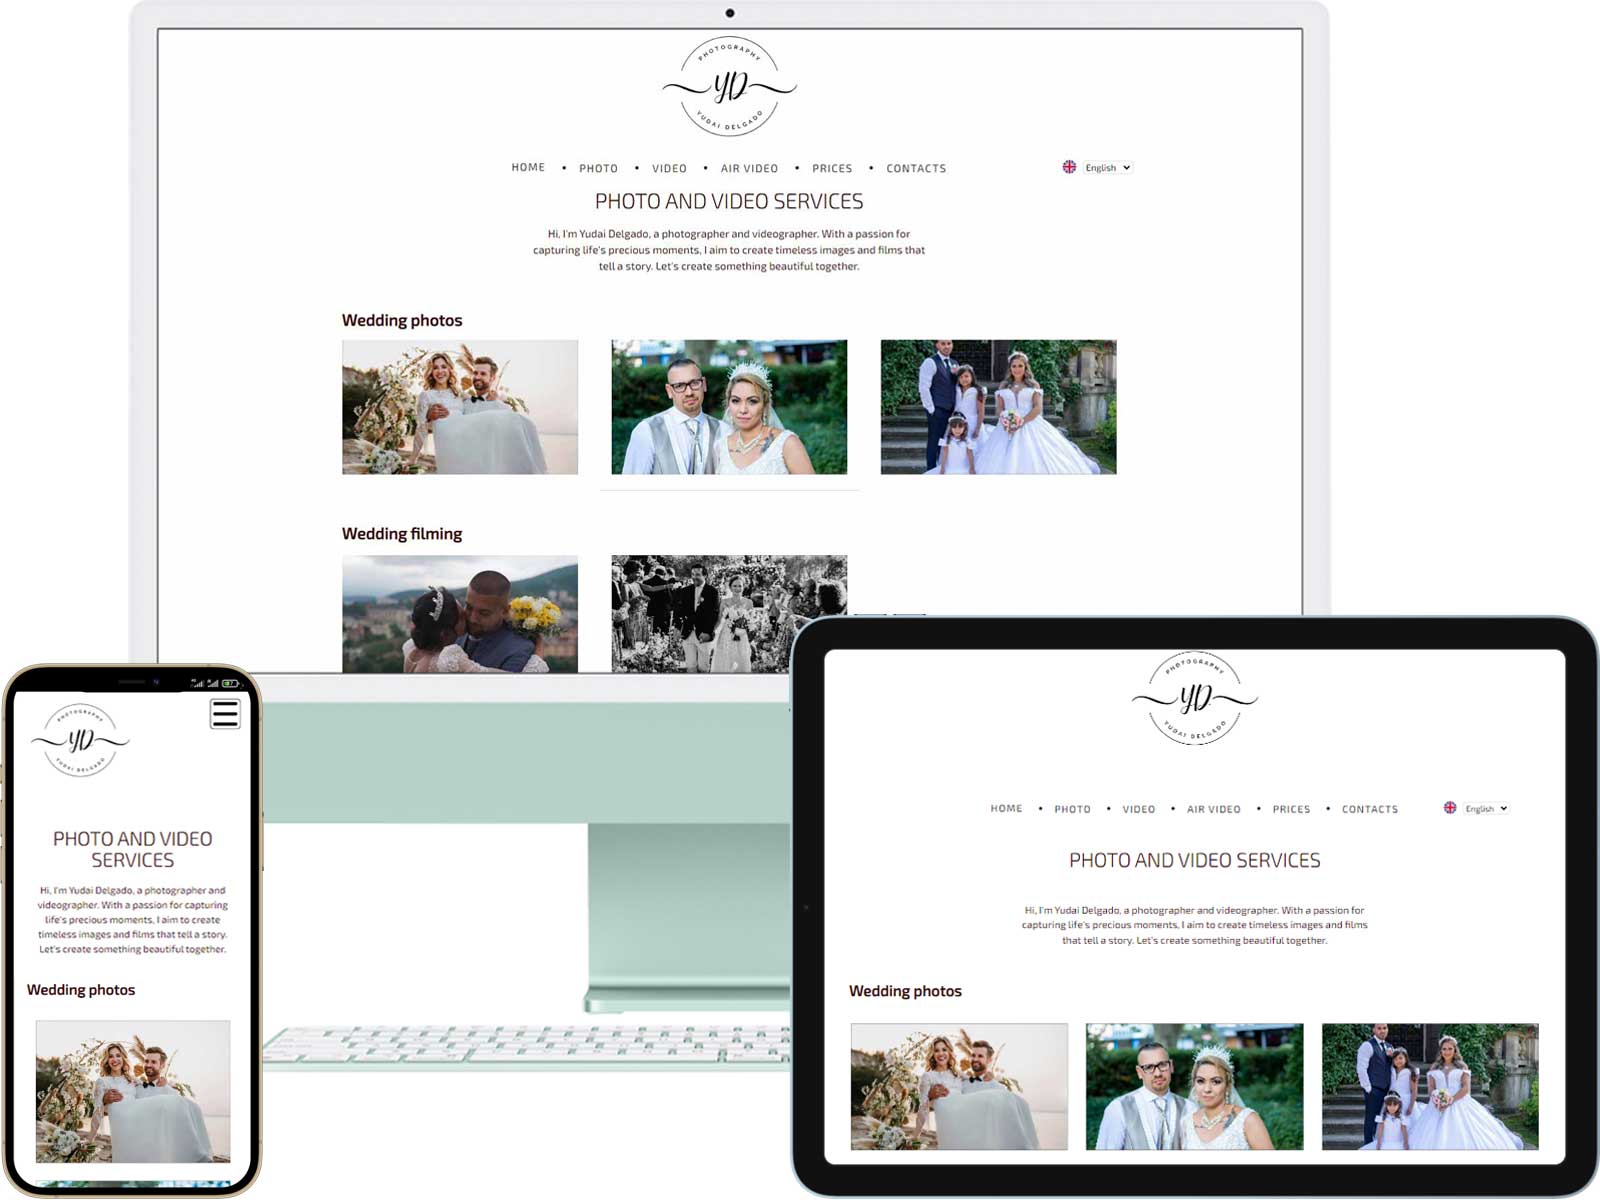 PHOTOGRAPHY
YD
YUDAI DELGADO
HOME • PHOTO • VIDEO • AIR VIDEO • PRICES • CONTACTS
English
PHOTO AND VIDEO SERVICES
Hi, I'm Yudai Delgado, a photographer and videographer. With a passion for
capturing life's precious moments, I aim to create timeless images and films that
tell a story. Let's create something beautiful together.
Wedding photos
Wedding filming
PHOTOGRAPHY
YD
YUDAI DELGADO
PHOTO AND VIDEO
SERVICES
Hi, I'm Yudai Delgado, a photographer and
videographer. With a passion for capturing
life's precious moments, I aim to create
timeless images and films that tell a story.
Let's create something beautiful together.
Wedding photos
PHOTOGRAPHY
YD
YUDAI DELGADO
HOME • PHOTO • VIDEO • AIR VIDEO • PRICES • CONTACTS
English
PHOTO AND VIDEO SERVICES
Hi, I'm Yudai Delgado, a photographer and videographer. With a passion for
capturing life's precious moments, I aim to create timeless images and films
that tell a story. Let's create something beautiful together.
Wedding photos